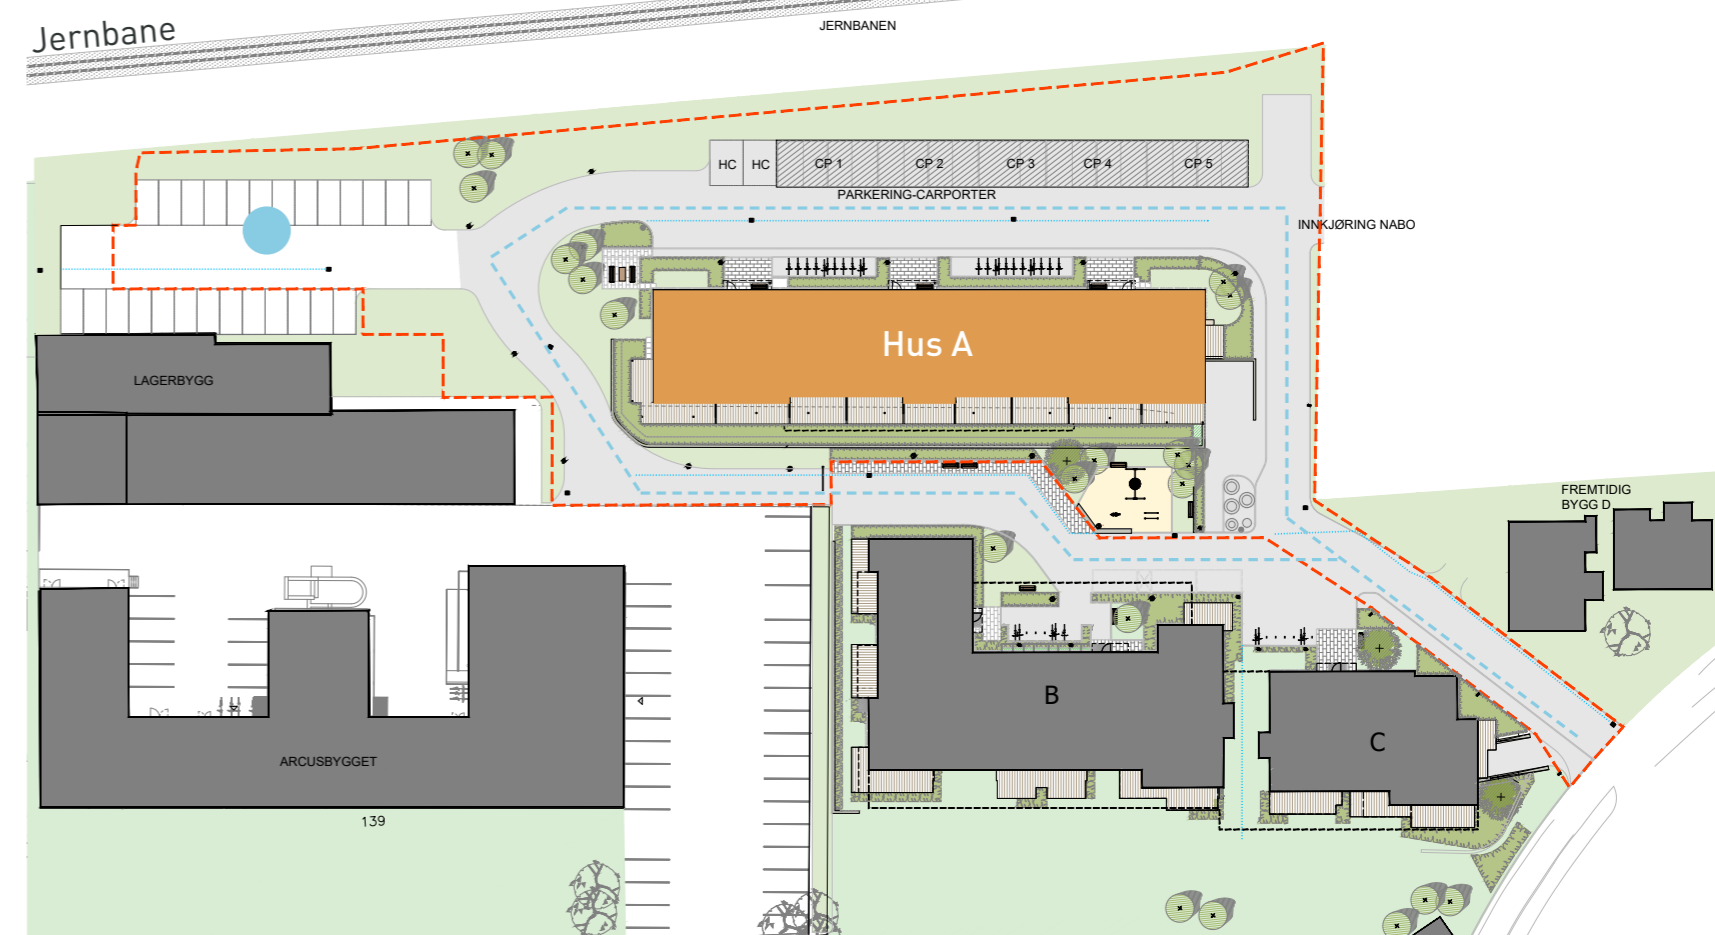 Jernbane
JERNBANEN
HC HC CP 1 CP 2 CP 3 CP 4 CP 5
PARKERING-CARPORTER
INNKJØRING NABO
Hus A
LAGERBYGG
FREMTIDIG
BYGG D
B
C
ARCUSBYGGET
139